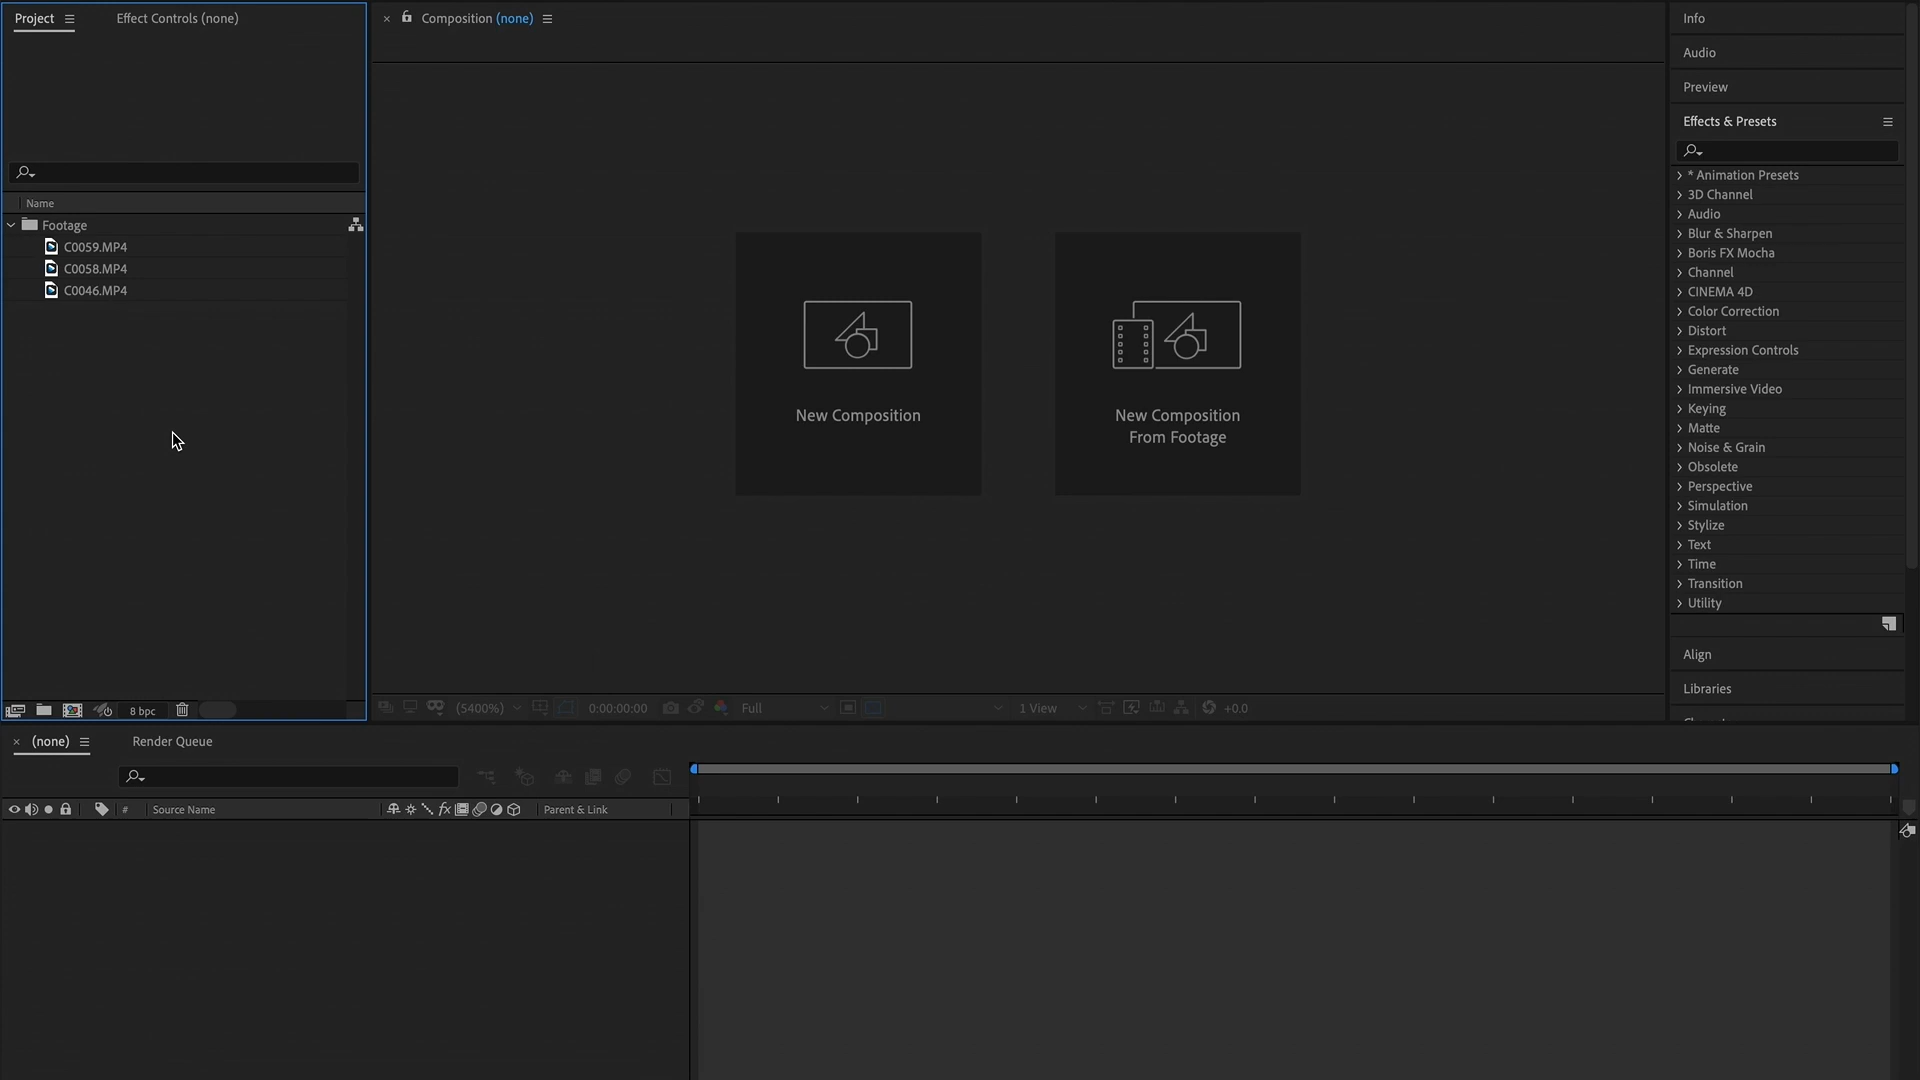 Project
Effect Controls (none)
Name
Footage
C0059.MP4
C0058.MP4
C0046.MP4
8 bpc
Composition (none)
New Composition
New Composition
From Footage
(5400%)
0:00:00:00
Full
1 View
+0.0
Info
Audio
Preview
Effects & Presets
* Animation Presets
3D Channel
Audio
Blur & Sharpen
Boris FX Mocha
Channel
CINEMA 4D
Color Correction
Distort
Expression Controls
Generate
Immersive Video
Keying
Matte
Noise & Grain
Obsolete
Perspective
Simulation
Stylize
Text
Time
Transition
Utility
Align
Libraries
(none)
Render Queue
# Source Name
fx
Parent & Link